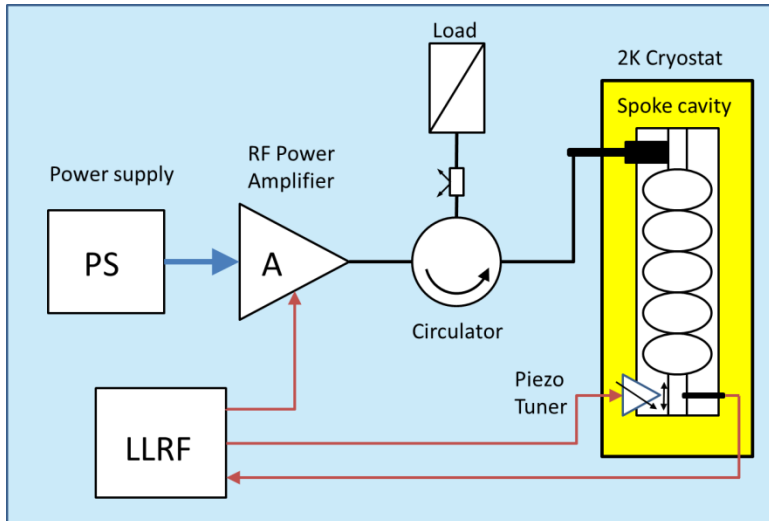 Load
2K Cryostat
Spoke cavity
RF Power
Amplifier
Power supply
PS
A
Circulator
Piezo
Tuner
LLRF